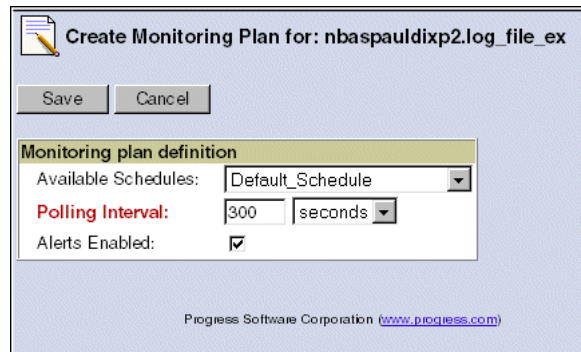 Create Monitoring Plan for: nbaspauldixp2.log_file_ex
Save Cancel
Monitoring plan definition
Available Schedules: Default_Schedule
Polling Interval: 300 seconds
Alerts Enabled:
Progress Software Corporation (www.progress.com)